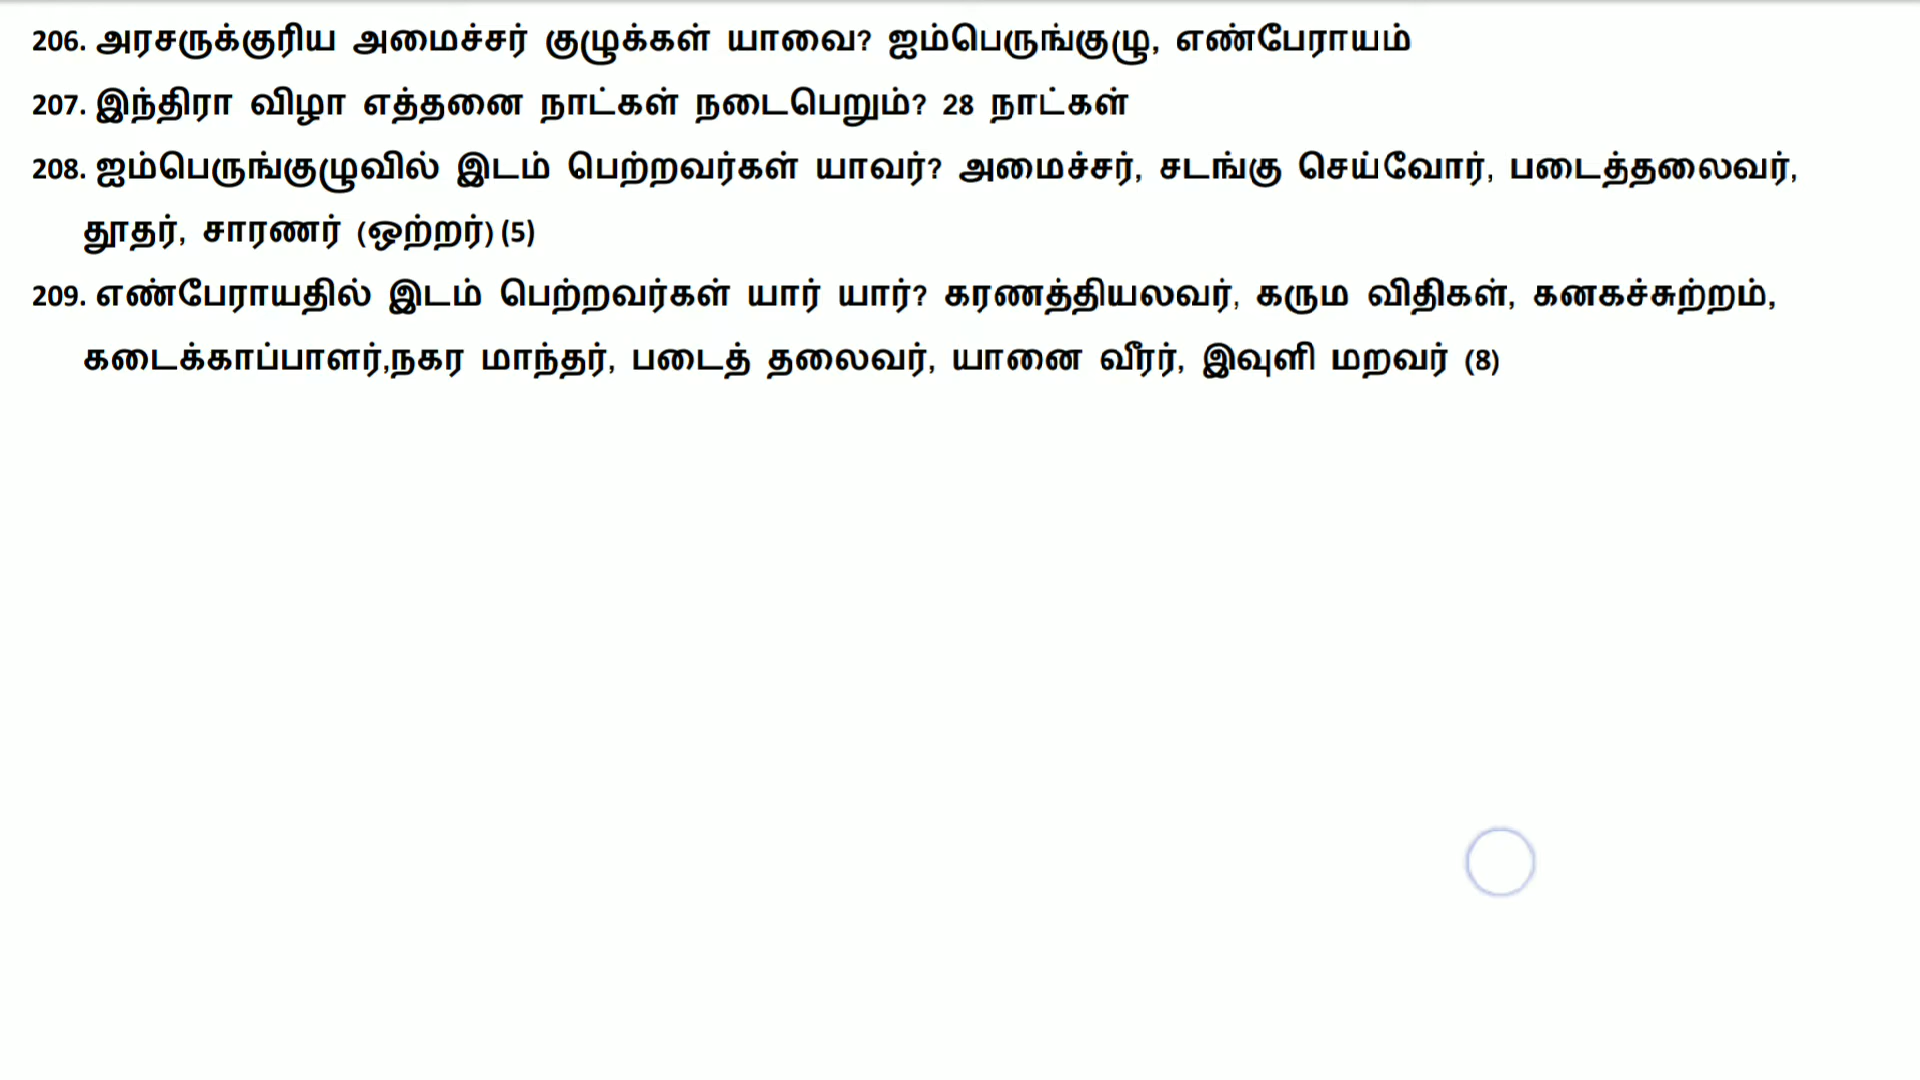 206. அரசருக்குரிய அமைச்சர் குழுக்கள் யாவை? ஐம்பெருங்குழு, எண்பேராயம்
207. இந்திரா விழா எத்தனை நாட்கள் நடைபெறும்? 28 நாட்கள்
208. ஐம்பெருங்குழுவில் இடம் பெற்றவர்கள் யாவர்? அமைச்சர், சடங்கு செய்வோர், படைத்தலைவர்,
தூதர், சாரணர் (ஒற்றர்) (5)
209. எண்பேராயதில் இடம் பெற்றவர்கள் யார் யார்? கரணத்தியலவர், கரும விதிகள், கனகச்சுற்றம்,
கடைக்காப்பாளர்,நகர மாந்தர், படைத் தலைவர், யானை வீரர், இவுளி மறவர் (8)